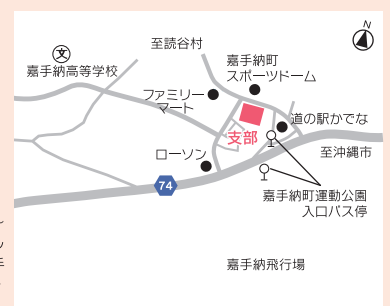 N
至読谷村
文
嘉手納高等学校
嘉手納町
スポーツドーム
ファミリー
マート
道の駅かでな
支部
ローソン
至沖縄市
74
嘉手納町運動公園
入口バス停
嘉手納飛行場